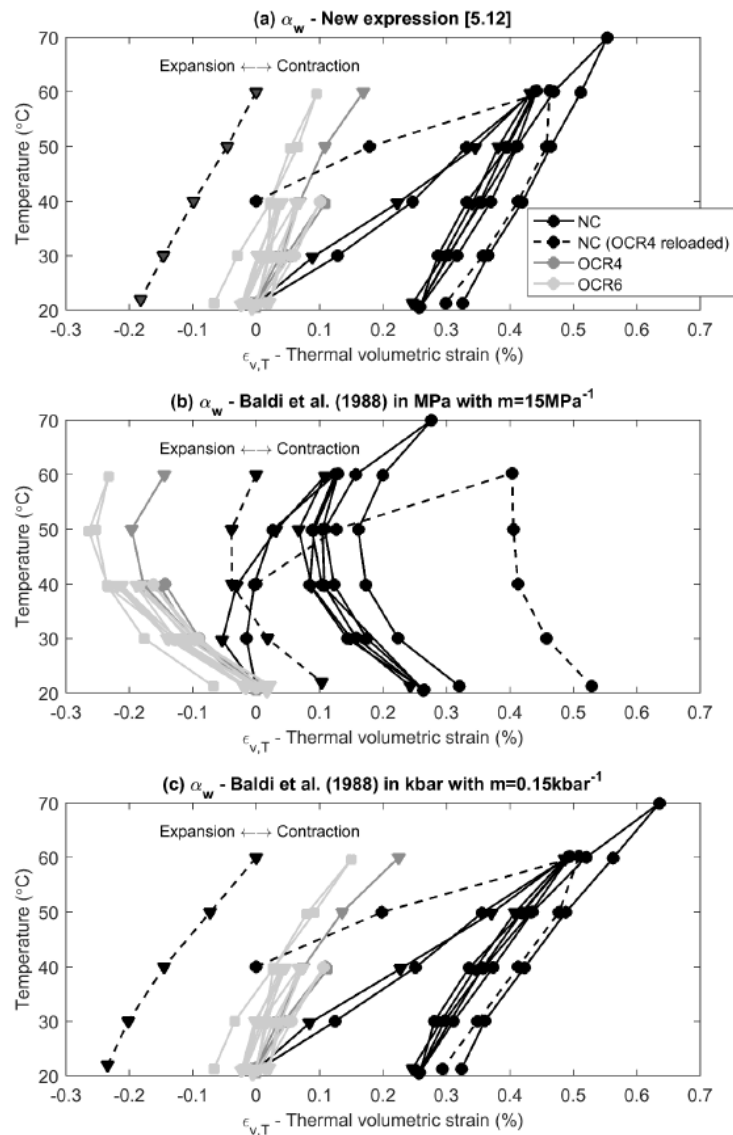 (a) αw - New expression [5.12]
70
60
50
40
30
20
Temperature (°C)
Expansion ←→ Contraction
NC
NC (OCR4 reloaded)
OCR4
OCR6
-0.3 -0.2 -0.1 0 0.1 0.2 0.3 0.4 0.5 0.6 0.7
ϵv,T - Thermal volumetric strain (%)
(b) αw - Baldi et al. (1988) in MPa with m=15MPa-1
70
60
50
40
30
20
Temperature (°C)
Expansion ←→ Contraction
-0.3 -0.2 -0.1 0 0.1 0.2 0.3 0.4 0.5 0.6 0.7
ϵv,T - Thermal volumetric strain (%)
(c) αw - Baldi et al. (1988) in kbar with m=0.15kbar-1
70
60
50
40
30
20
Temperature (°C)
Expansion ←→ Contraction
-0.3 -0.2 -0.1 0 0.1 0.2 0.3 0.4 0.5 0.6 0.7
ϵv,T - Thermal volumetric strain (%)